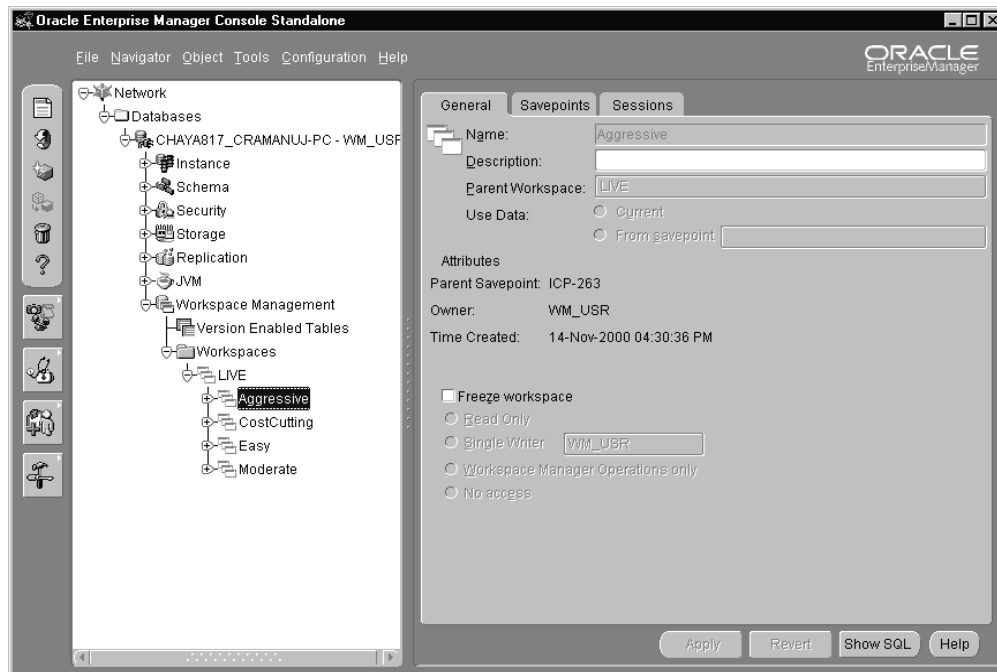 Oracle Enterprise Manager Console Standalone
File Navigator Object Tools Configuration Help
ORACLE
EnterpriseManager
Network
Databases
CHAYA817_CRAMANUJ-PC - WM_USR
Instance
Schema
Security
Storage
Replication
JVM
Workspace Management
Version Enabled Tables
Workspaces
LIVE
Aggressive
CostCutting
Easy
Moderate
General Savepoints Sessions
Name: Aggressive
Description:
Parent Workspace: LIVE
Use Data: Current
From savepoint
Attributes
Parent Savepoint: ICP-263
Owner: WM_USR
Time Created: 14-Nov-2000 04:30:36 PM
Freeze workspace
Read Only
Single Writer WM_USR
Workspace Manager Operations only
No access
Apply Revert Show SQL Help